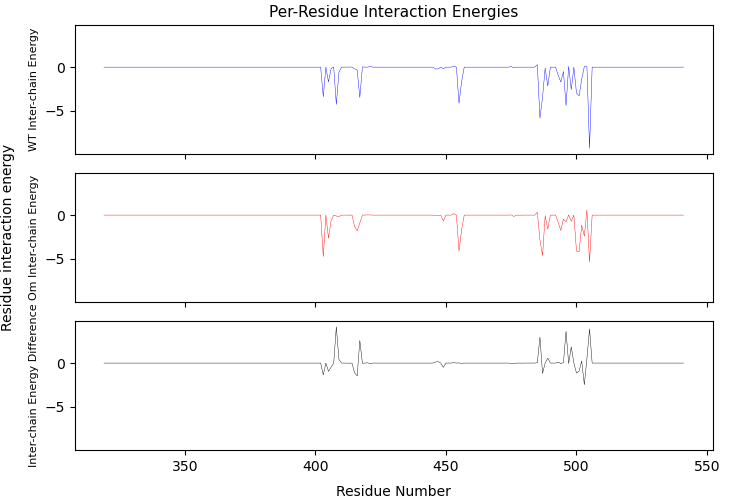 Per-Residue Interaction Energies
Residue interaction energy
WT Inter-chain Energy
0
−5
Om Inter-chain Energy
0
−5
Inter-chain Energy Difference
0
−5
350
400
450
500
550
Residue Number